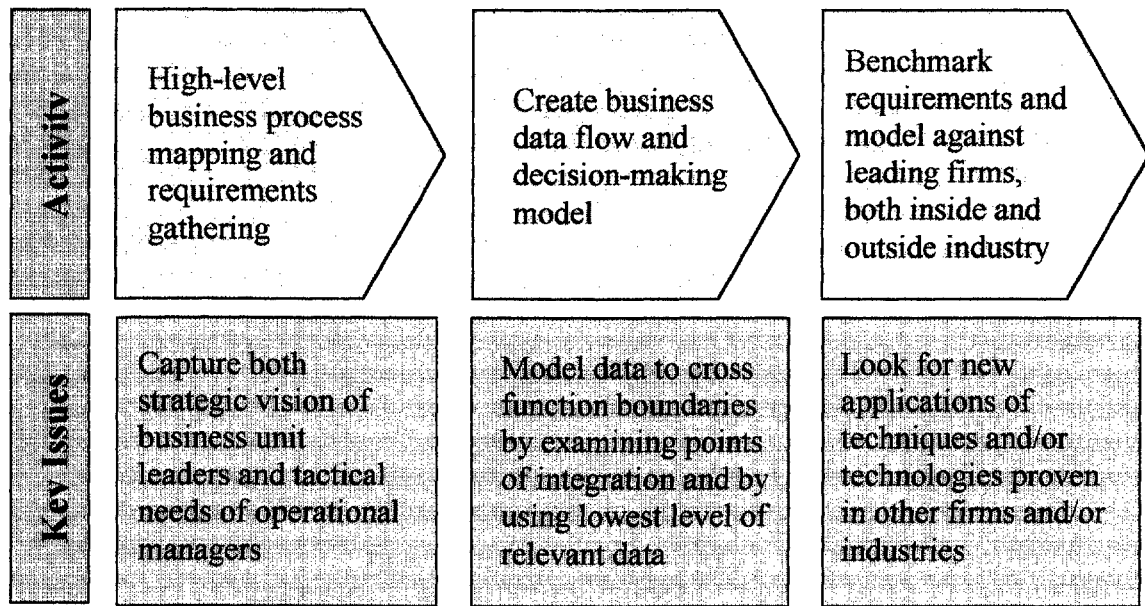 Activity
High-level
business process
mapping and
requirements
gathering
Create business
data flow and
decision-making
model
Benchmark
requirements and
model against
leading firms,
both inside and
outside industry
Key Issues
Capture both
strategic vision of
business unit
leaders and tactical
needs of operational
managers
Model data to cross
function boundaries
by examining points
of integration and by
using lowest level of
relevant data
Look for new
applications of
techniques and/or
technologies proven
in other firms and/or
industries